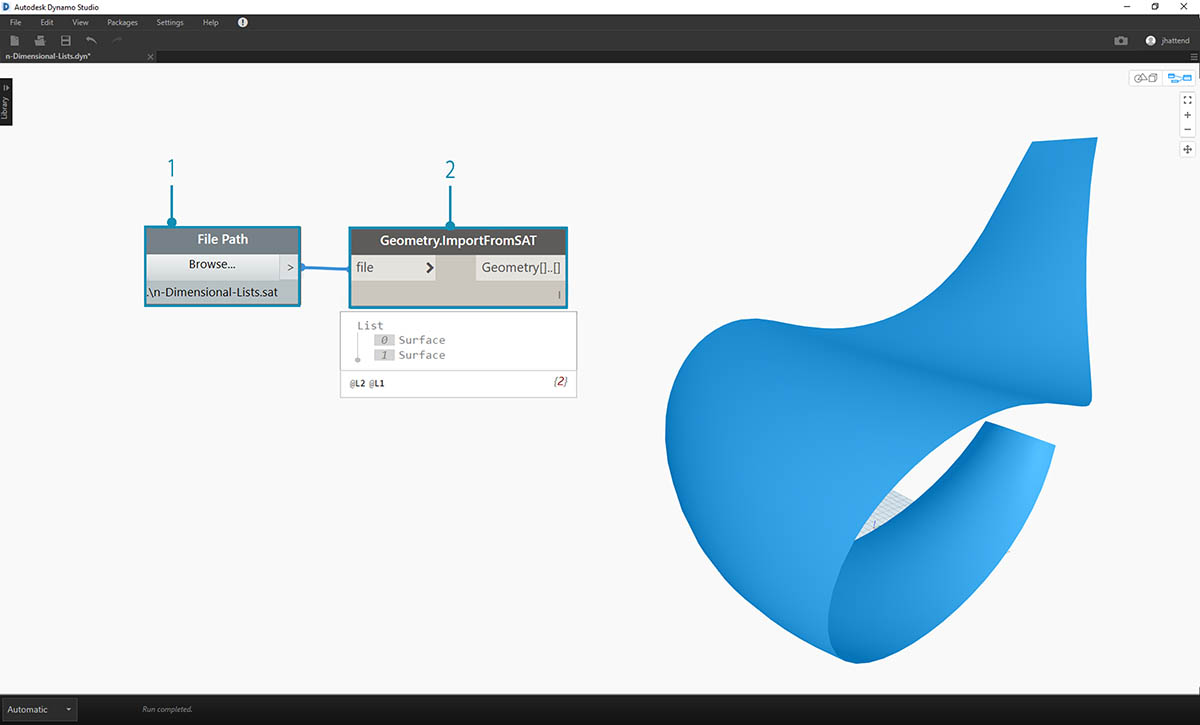 Autodesk Dynamo Studio
File Edit View Packages Settings Help
jhattend
n-Dimensional-Lists.dyn*
Library
1
2
File Path
Browse...
>
.\n-Dimensional-Lists.sat
Geometry.ImportFromSAT
file
Geometry[]..[]
List
0 Surface
1 Surface
@L2 @L1 {2}
Automatic
Run completed.